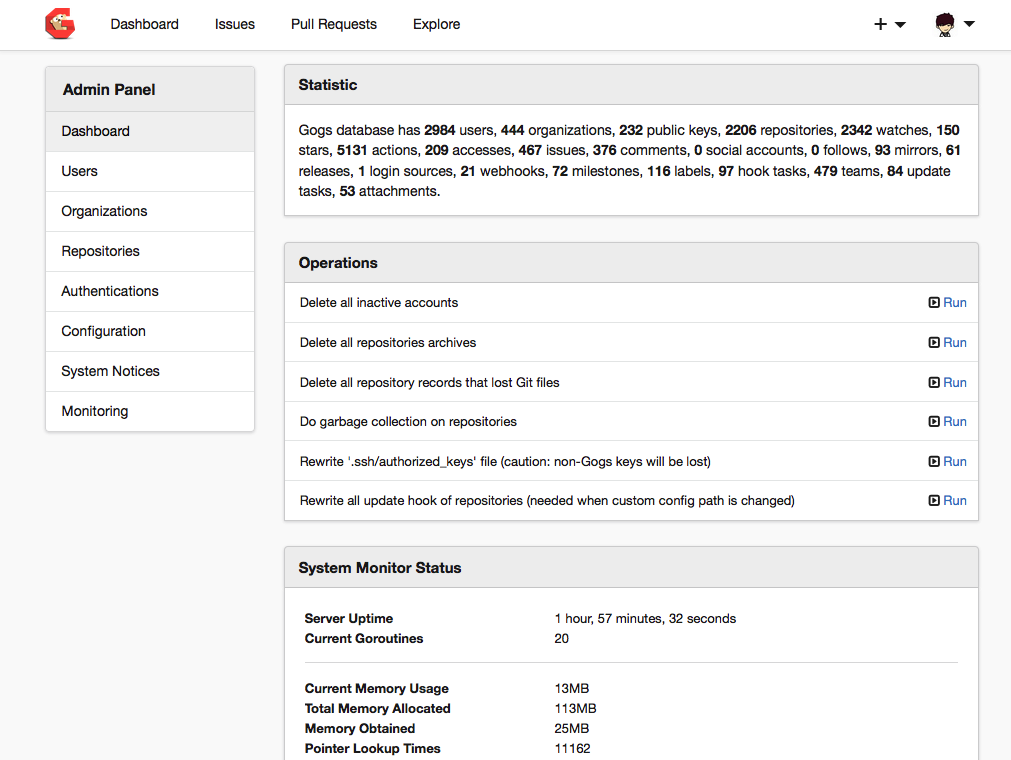 Dashboard Issues Pull Requests Explore
Admin Panel
Dashboard
Users
Organizations
Repositories
Authentications
Configuration
System Notices
Monitoring
Statistic
Gogs database has 2984 users, 444 organizations, 232 public keys, 2206 repositories, 2342 watches, 150
stars, 5131 actions, 209 accesses, 467 issues, 376 comments, 0 social accounts, 0 follows, 93 mirrors, 61
releases, 1 login sources, 21 webhooks, 72 milestones, 116 labels, 97 hook tasks, 479 teams, 84 update
tasks, 53 attachments.
Operations
Delete all inactive accounts Run
Delete all repositories archives Run
Delete all repository records that lost Git files Run
Do garbage collection on repositories Run
Rewrite '.ssh/authorized_keys' file (caution: non-Gogs keys will be lost) Run
Rewrite all update hook of repositories (needed when custom config path is changed) Run
System Monitor Status
Server Uptime 1 hour, 57 minutes, 32 seconds
Current Goroutines 20
Current Memory Usage 13MB
Total Memory Allocated 113MB
Memory Obtained 25MB
Pointer Lookup Times 11162